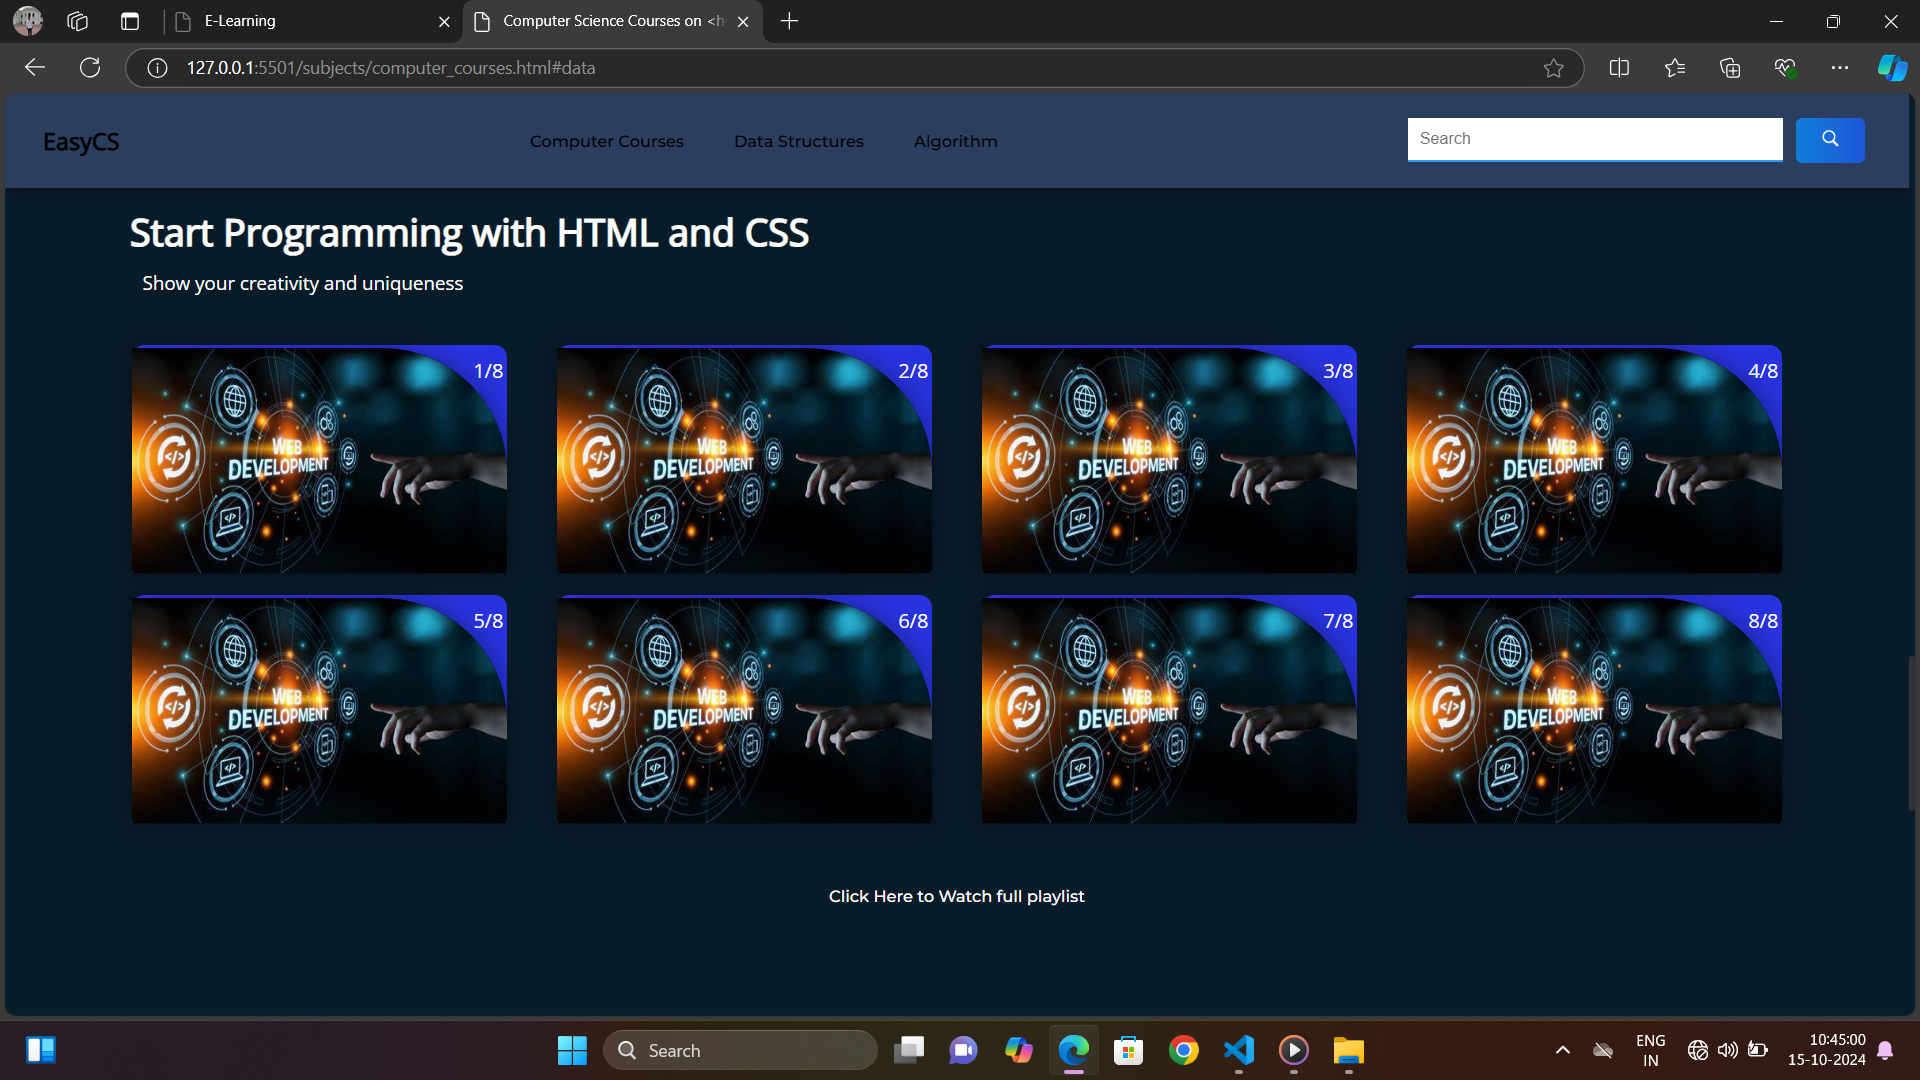 E-Learning
Computer Science Courses on <h
127.0.0.1:5501/subjects/computer_courses.html#data
EasyCS
Computer Courses
Data Structures
Algorithm
Search
Start Programming with HTML and CSS
Show your creativity and uniqueness
1/8
2/8
3/8
4/8
WEB
DEVELOPMENT
WEB
DEVELOPMENT
WEB
DEVELOPMENT
WEB
DEVELOPMENT
5/8
6/8
7/8
8/8
WEB
DEVELOPMENT
WEB
DEVELOPMENT
WEB
DEVELOPMENT
WEB
DEVELOPMENT
Click Here to Watch full playlist
Search
ENG
IN
10:45:00
15-10-2024